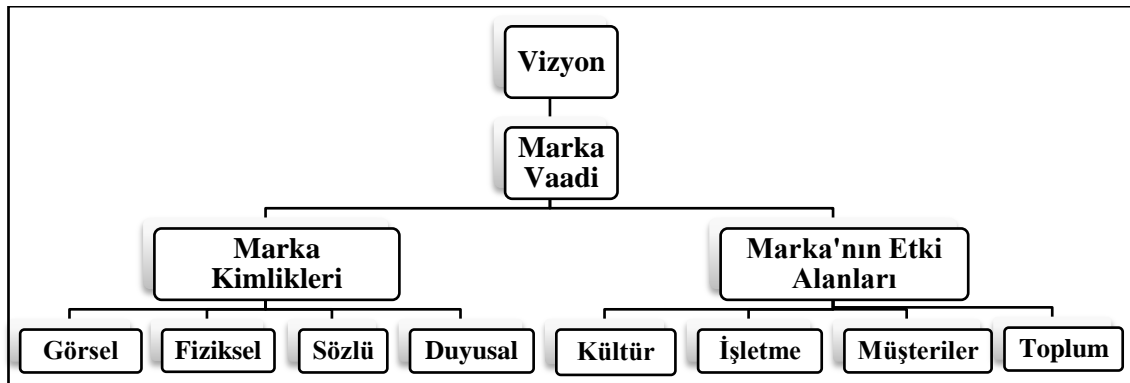 Vizyon
Marka
Vaadi
Marka
Kimlikleri
Marka'nın Etki
Alanları
Görsel
Fiziksel
Sözlü
Duyusal
Kültür
İşletme
Müşteriler
Toplum